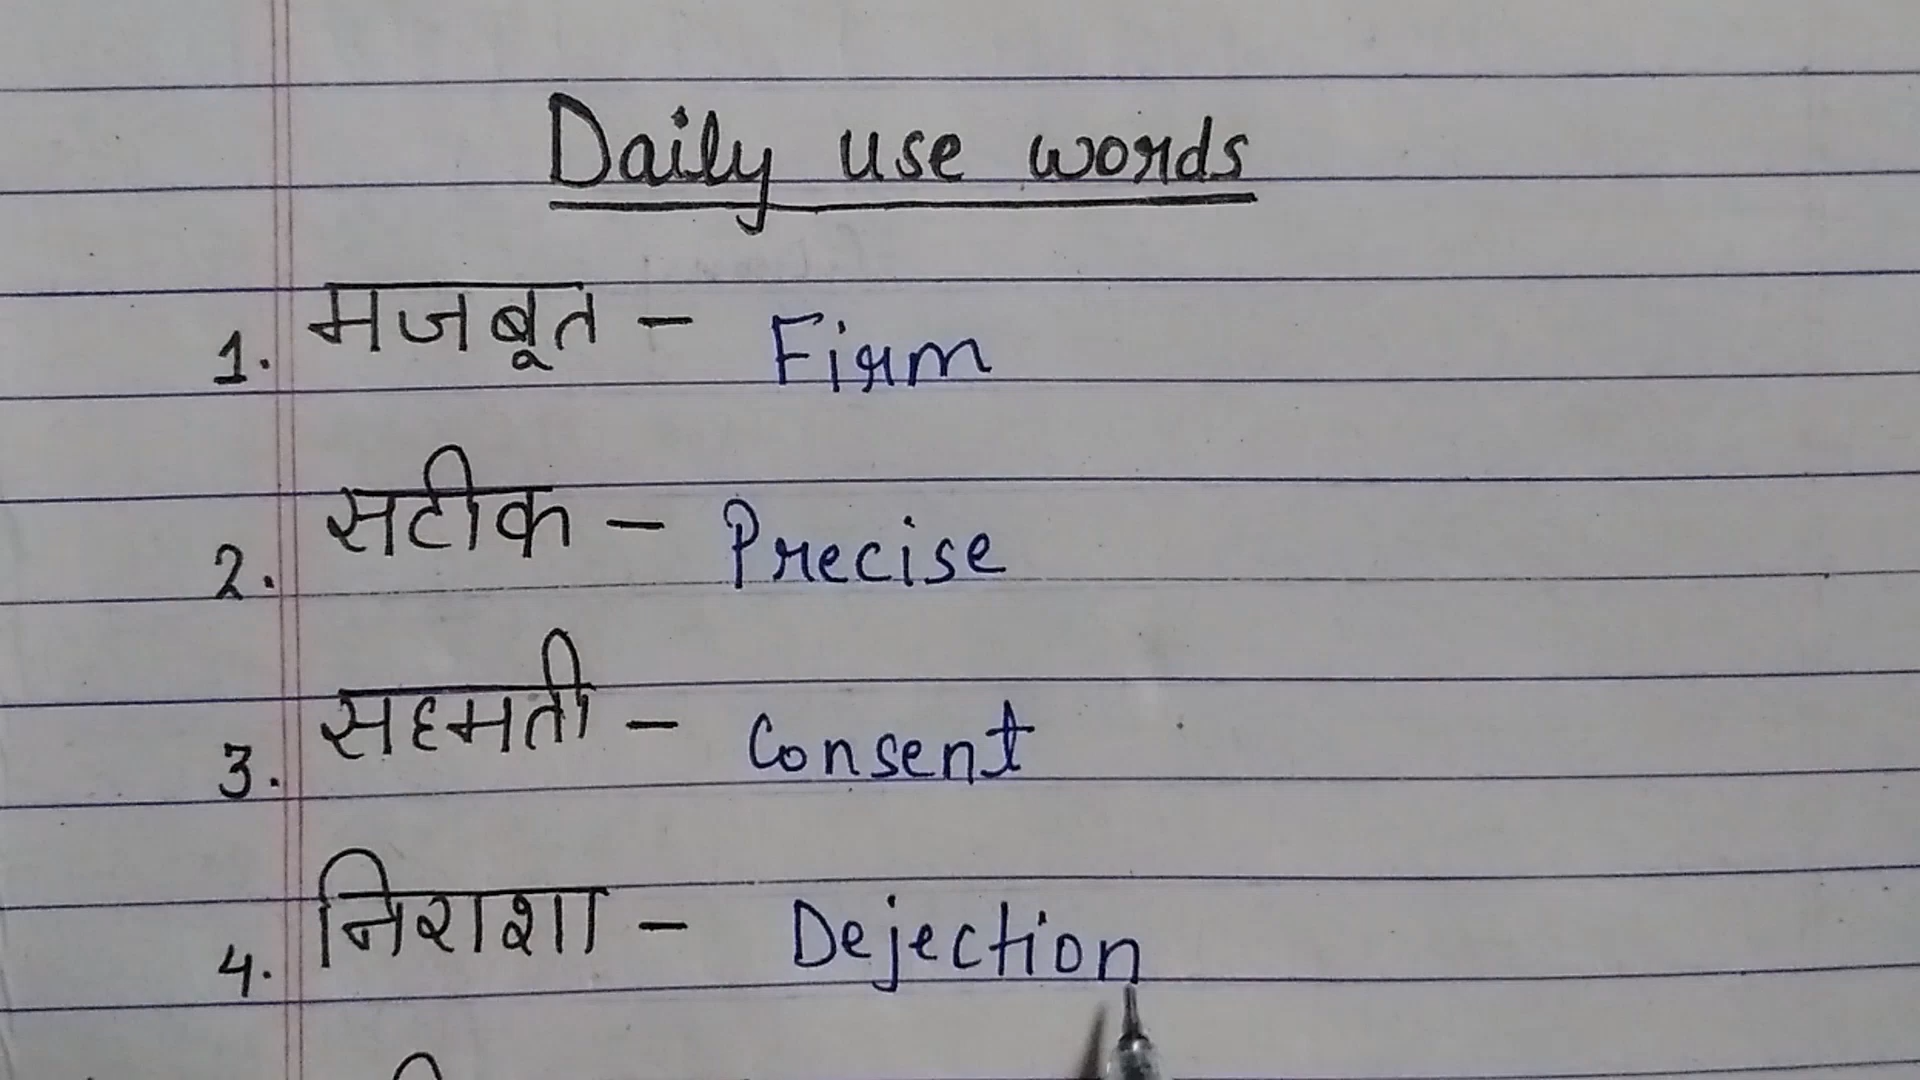 Daily use words
1. मजबूत - Firm
2. सटीक - Precise
3. सहमती - Consent
4. निराशा - Dejection